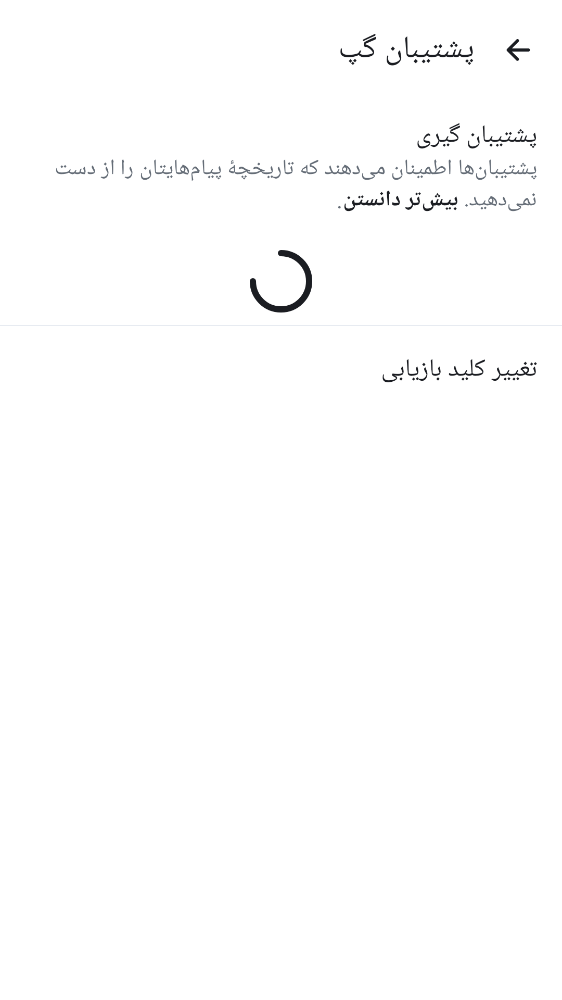 پشتیبان گپ
پشتیبان گیری
پشتیبان‌ها اطمینان می‌دهند که تاریخچهٔ پیام‌هایتان را از دست
نمی‌دهید. بیش‌تر دانستن.
تغییر کلید بازیابی